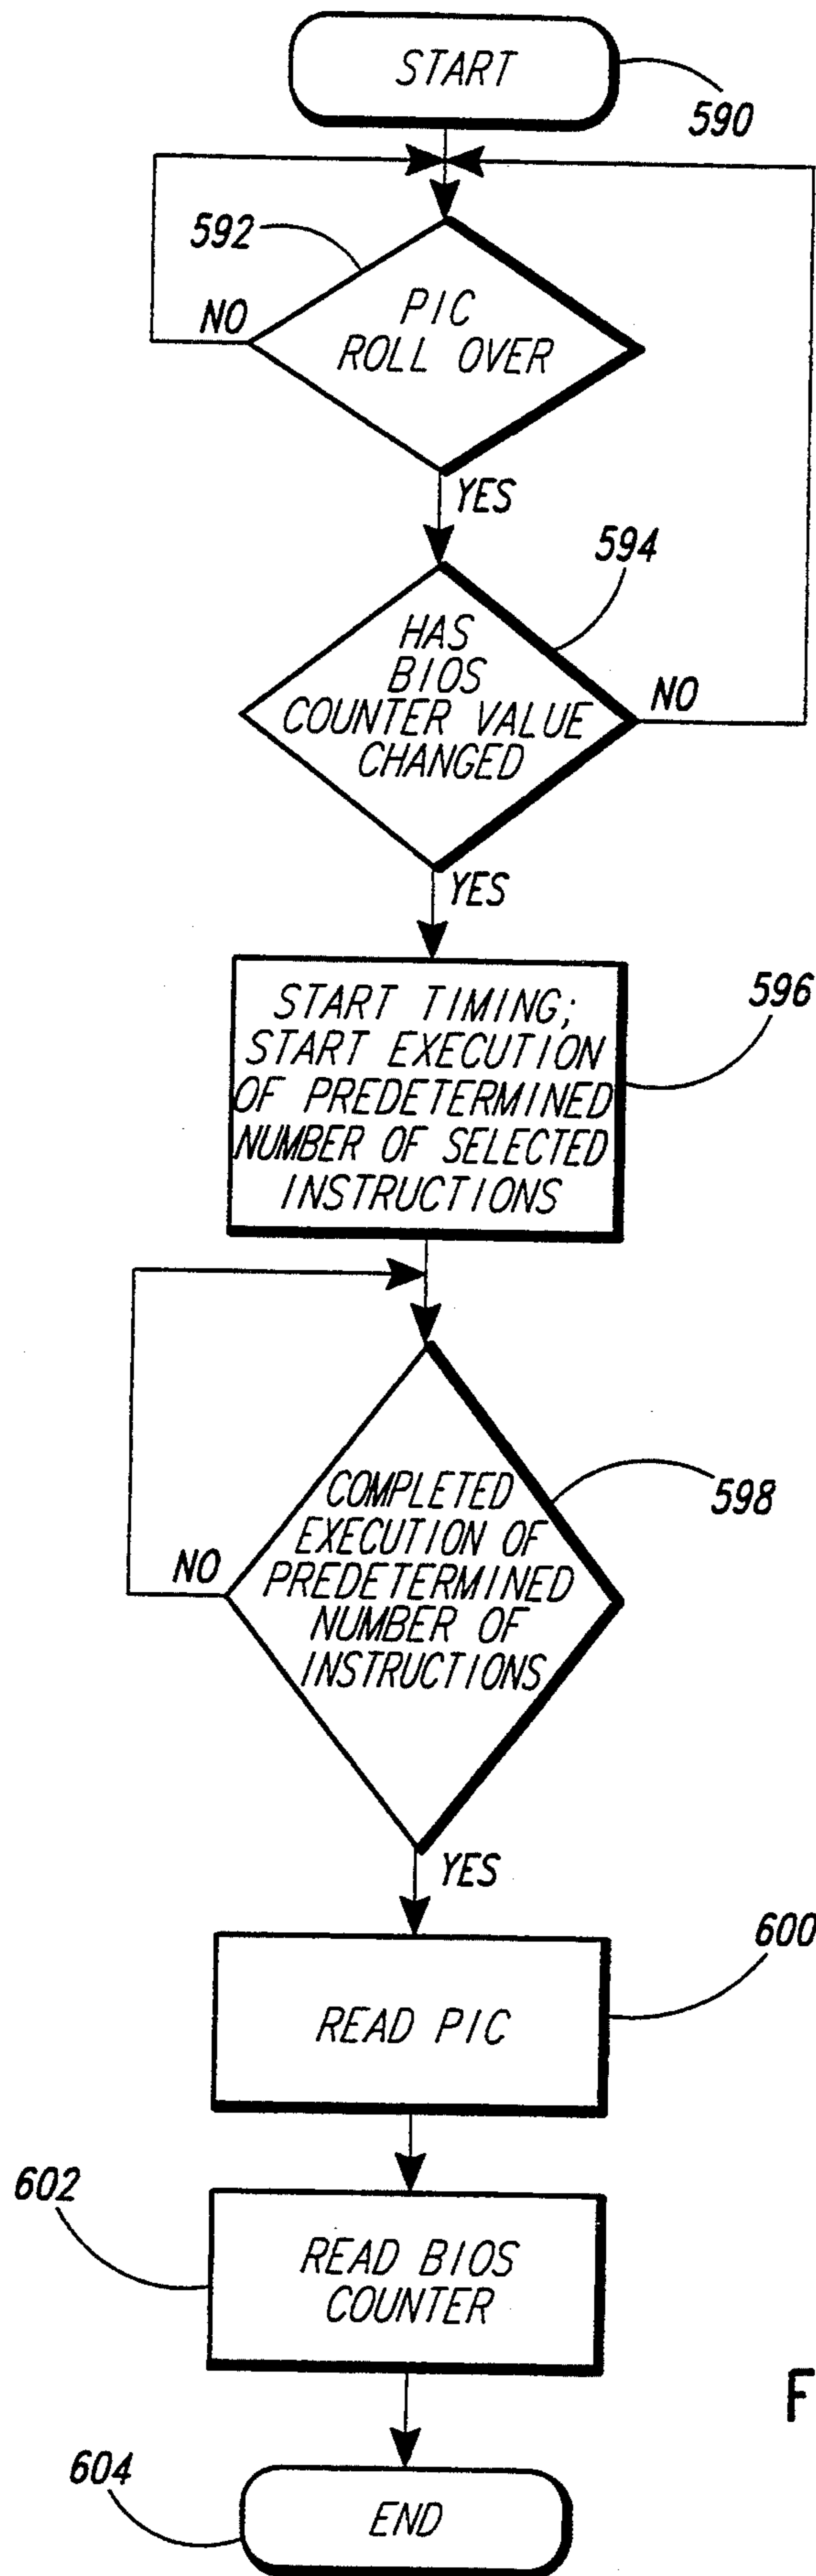 START
590
592
PIC
ROLL OVER
NO
YES
594
HAS
BIOS
COUNTER VALUE
CHANGED
NO
YES
596
START TIMING;
START EXECUTION
OF PREDETERMINED
NUMBER OF SELECTED
INSTRUCTIONS
598
COMPLETED
EXECUTION OF
PREDETERMINED
NUMBER OF
INSTRUCTIONS
NO
YES
600
READ PIC
602
READ BIOS
COUNTER
F
604
END